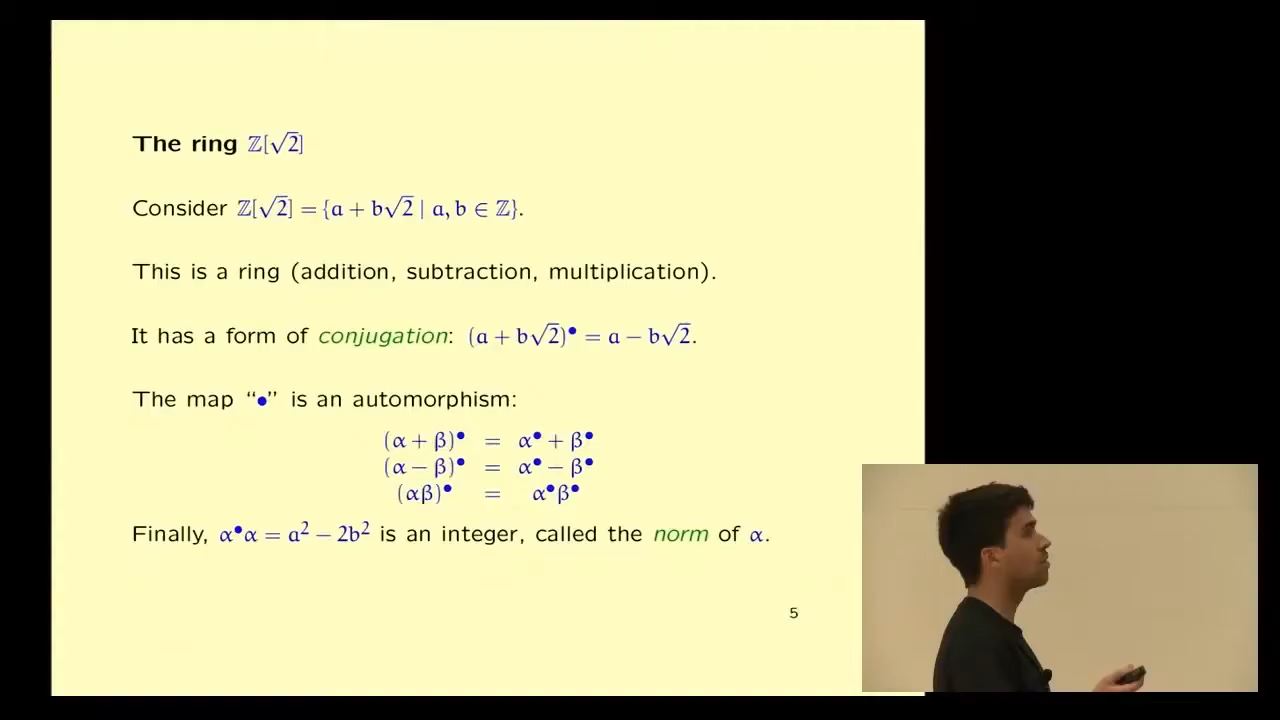 The ring ℤ[√2]
Consider ℤ[√2] = {a + b√2 | a, b ∈ ℤ}.
This is a ring (addition, subtraction, multiplication).
It has a form of conjugation: (a + b√2)• = a − b√2.
The map “•” is an automorphism:
(α + β)• = α• + β•
(α − β)• = α• − β•
(αβ)• = α•β•
Finally, α•α = a² − 2b² is an integer, called the norm of α.
5